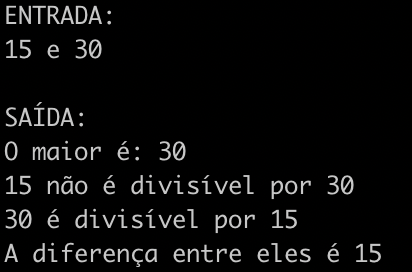 ENTRADA:
15 e 30
SAÍDA:
O maior é: 30
15 não é divisível por 30
30 é divisível por 15
A diferença entre eles é 15